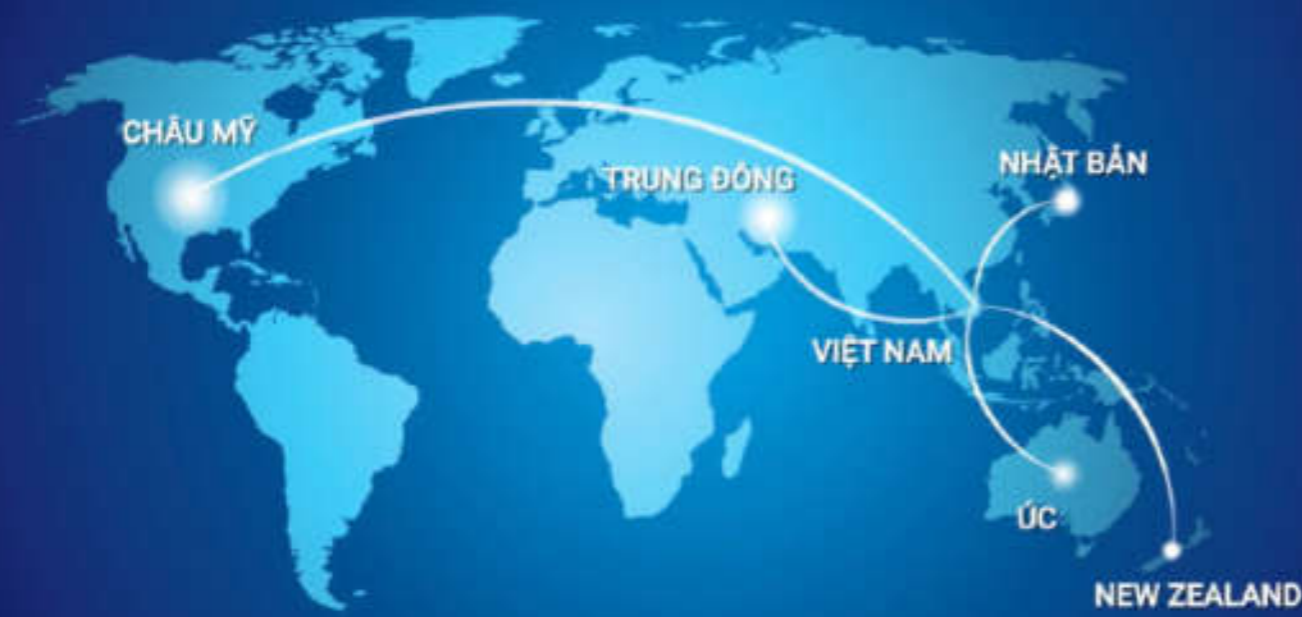 CHÂU MỸ
TRUNG ĐÔNG
NHẬT BẢN
VIỆT NAM
ÚC
NEW ZEALAND